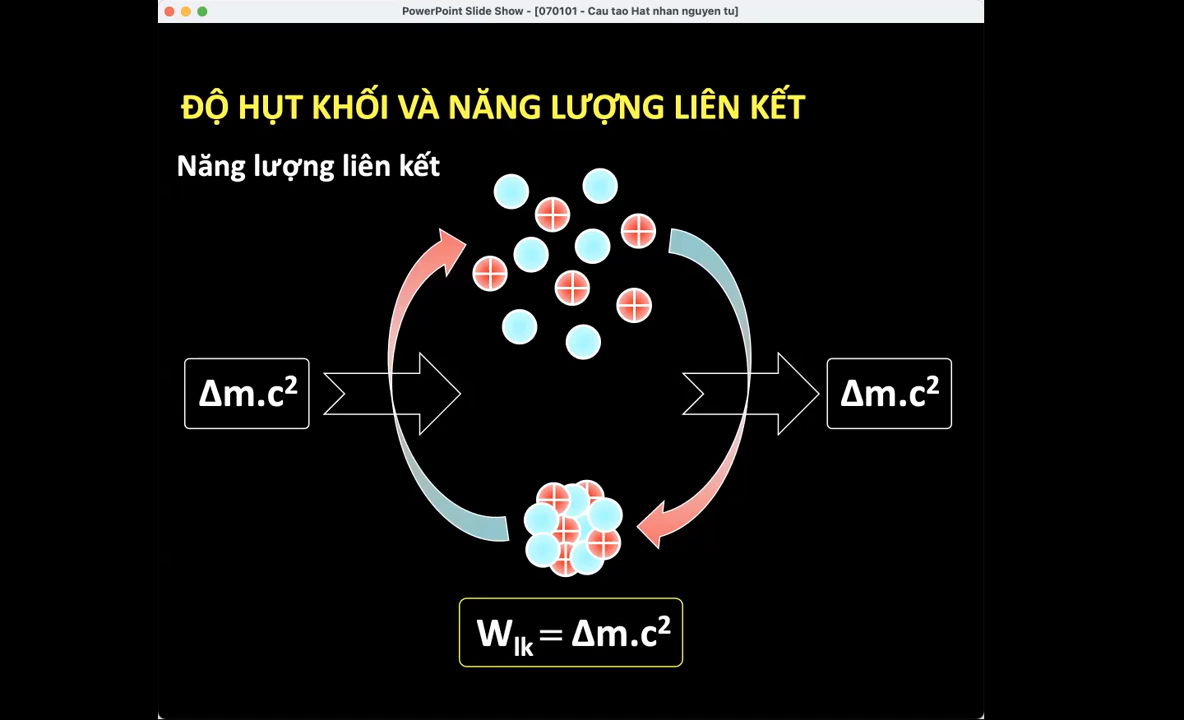 PowerPoint Slide Show - [070101 - Cau tao Hat nhan nguyen tu]
ĐỘ HỤT KHỐI VÀ NĂNG LƯỢNG LIÊN KẾT
Năng lượng liên kết
Δm.c²
Δm.c²
Wlk = Δm.c²